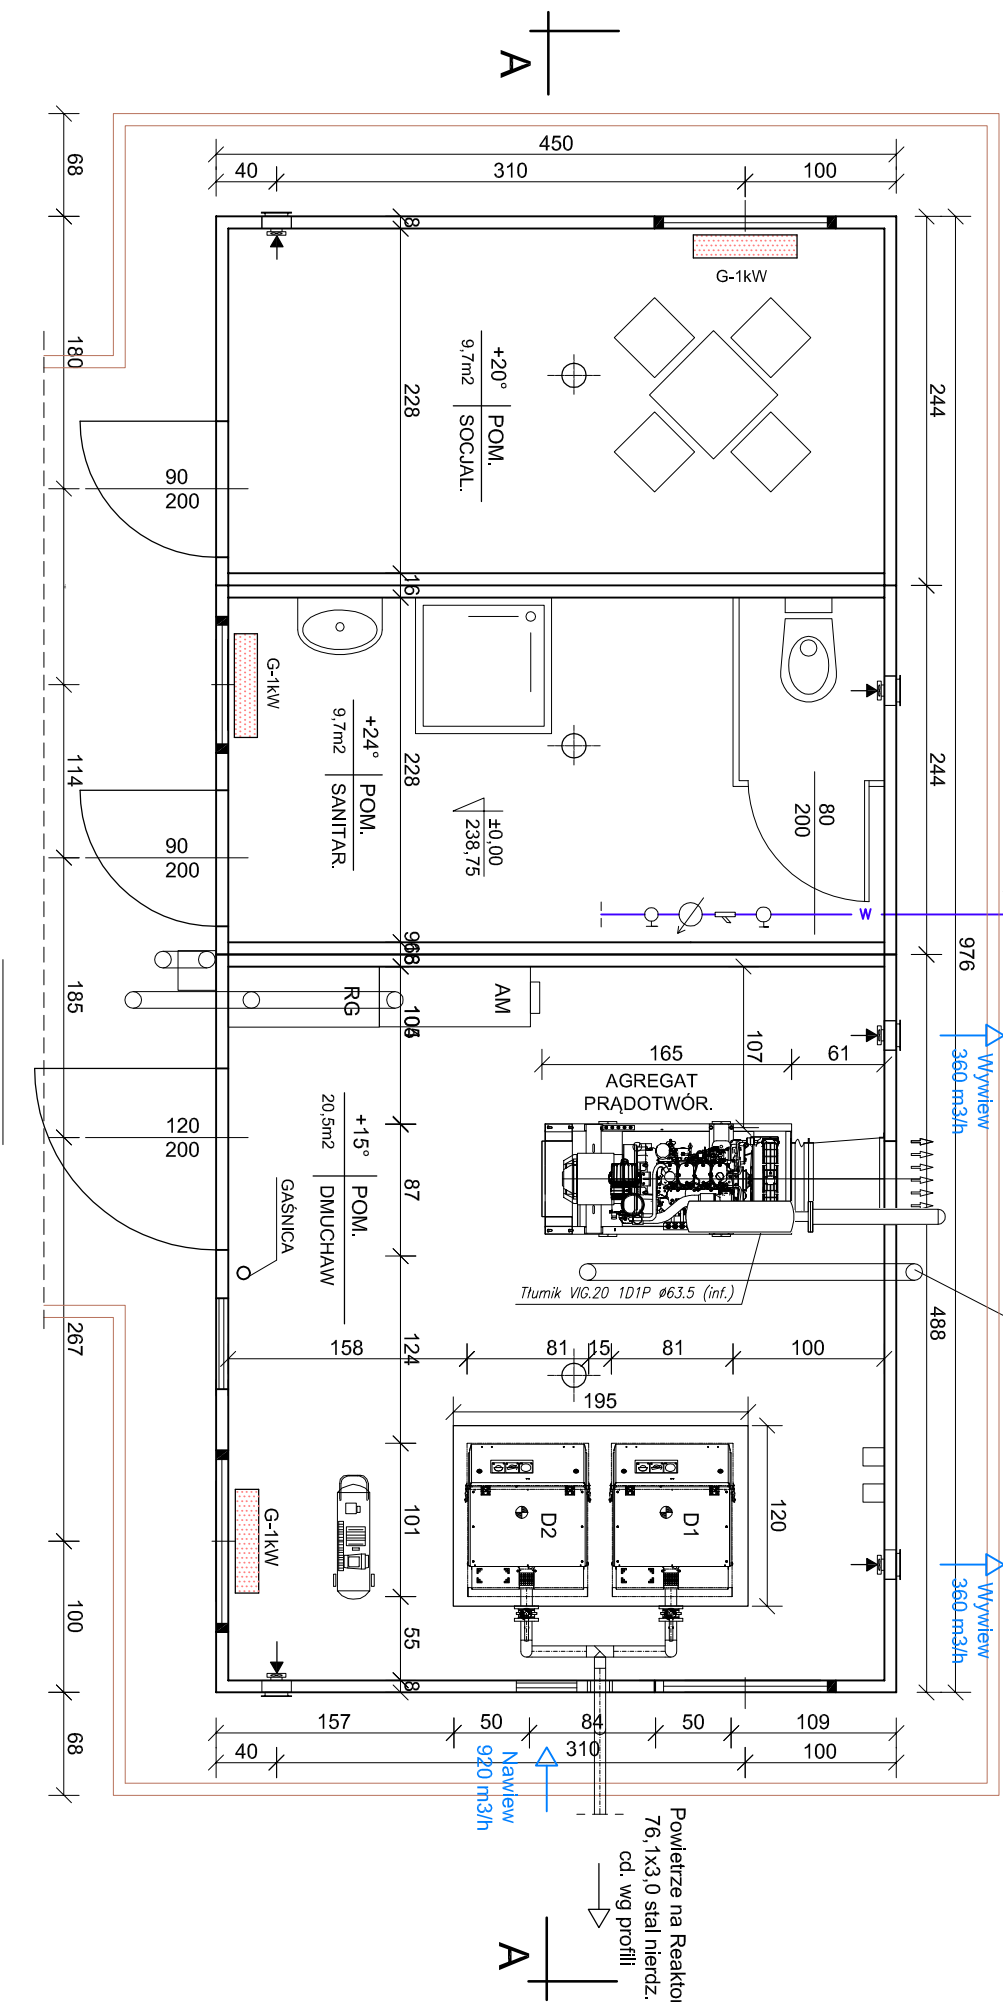 A
450
40
310
100
68
180
114
185
267
100
68
8
228
16
228
8
87
124
101
55
8
244
244
976
488
G-1kW
+20°
9,7m2
POM.
SOCJAL.
90
200
G-1kW
+24°
9,7m2
POM.
SANITAR.
±0,00
238,75
80
200
W
90
200
RG
AM
107
165
61
AGREGAT
PRĄDOTWÓR.
Wywiew
360 m3/h
120
200
+15°
20,5m2
POM.
DMUCHAW
GAŚNICA
Tłumik VIG.20 1D1P ø63.5 (inf.)
158
81
15
81
100
195
120
D2
D1
G-1kW
Wywiew
360 m3/h
157
50
84
50
109
40
310
100
Nawiew
920 m3/h
Powietrze na Reaktor
76,1x3,0 stal nierdz.
cd. wg profili
A